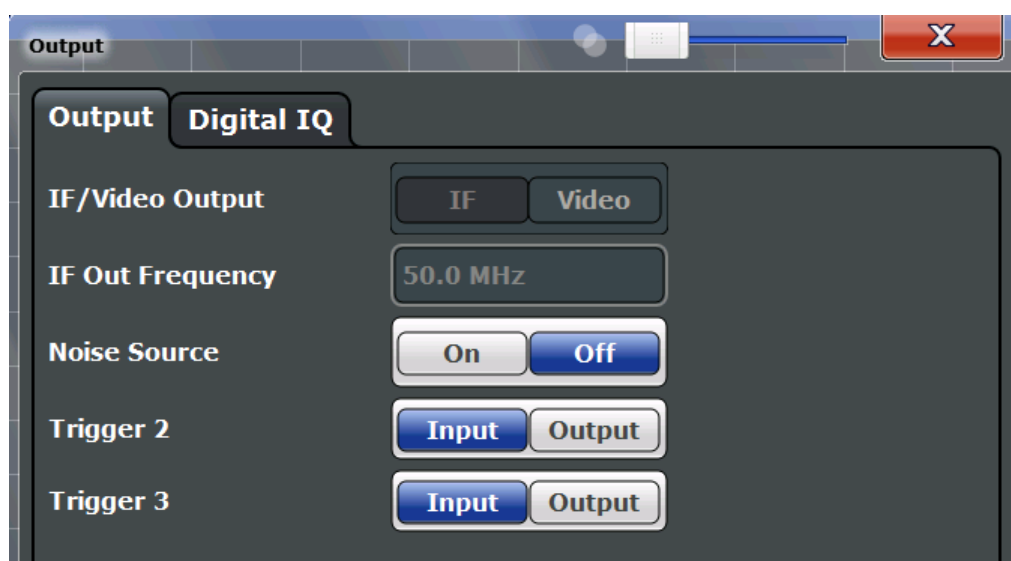 Output
X
Output Digital IQ
IF/Video Output IF Video
IF Out Frequency 50.0 MHz
Noise Source On Off
Trigger 2 Input Output
Trigger 3 Input Output